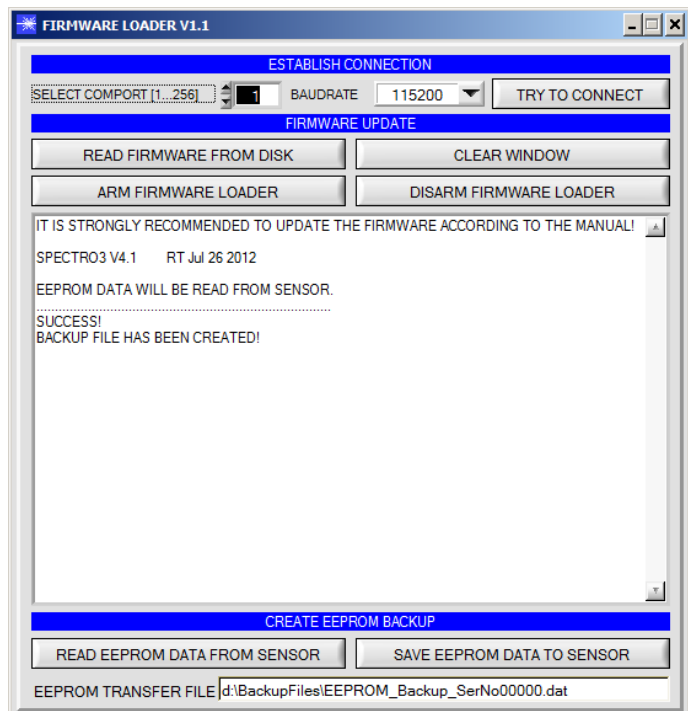 FIRMWARE LOADER V1.1
ESTABLISH CONNECTION
SELECT COMPORT [1...256] 1 BAUDRATE 115200 TRY TO CONNECT
FIRMWARE UPDATE
READ FIRMWARE FROM DISK CLEAR WINDOW
ARM FIRMWARE LOADER DISARM FIRMWARE LOADER
IT IS STRONGLY RECOMMENDED TO UPDATE THE FIRMWARE ACCORDING TO THE MANUAL!
SPECTRO3 V4.1 RT Jul 26 2012
EEPROM DATA WILL BE READ FROM SENSOR.
................................................................................
SUCCESS!
BACKUP FILE HAS BEEN CREATED!
CREATE EEPROM BACKUP
READ EEPROM DATA FROM SENSOR SAVE EEPROM DATA TO SENSOR
EEPROM TRANSFER FILE d:\BackupFiles\EEPROM_Backup_SerNo00000.dat